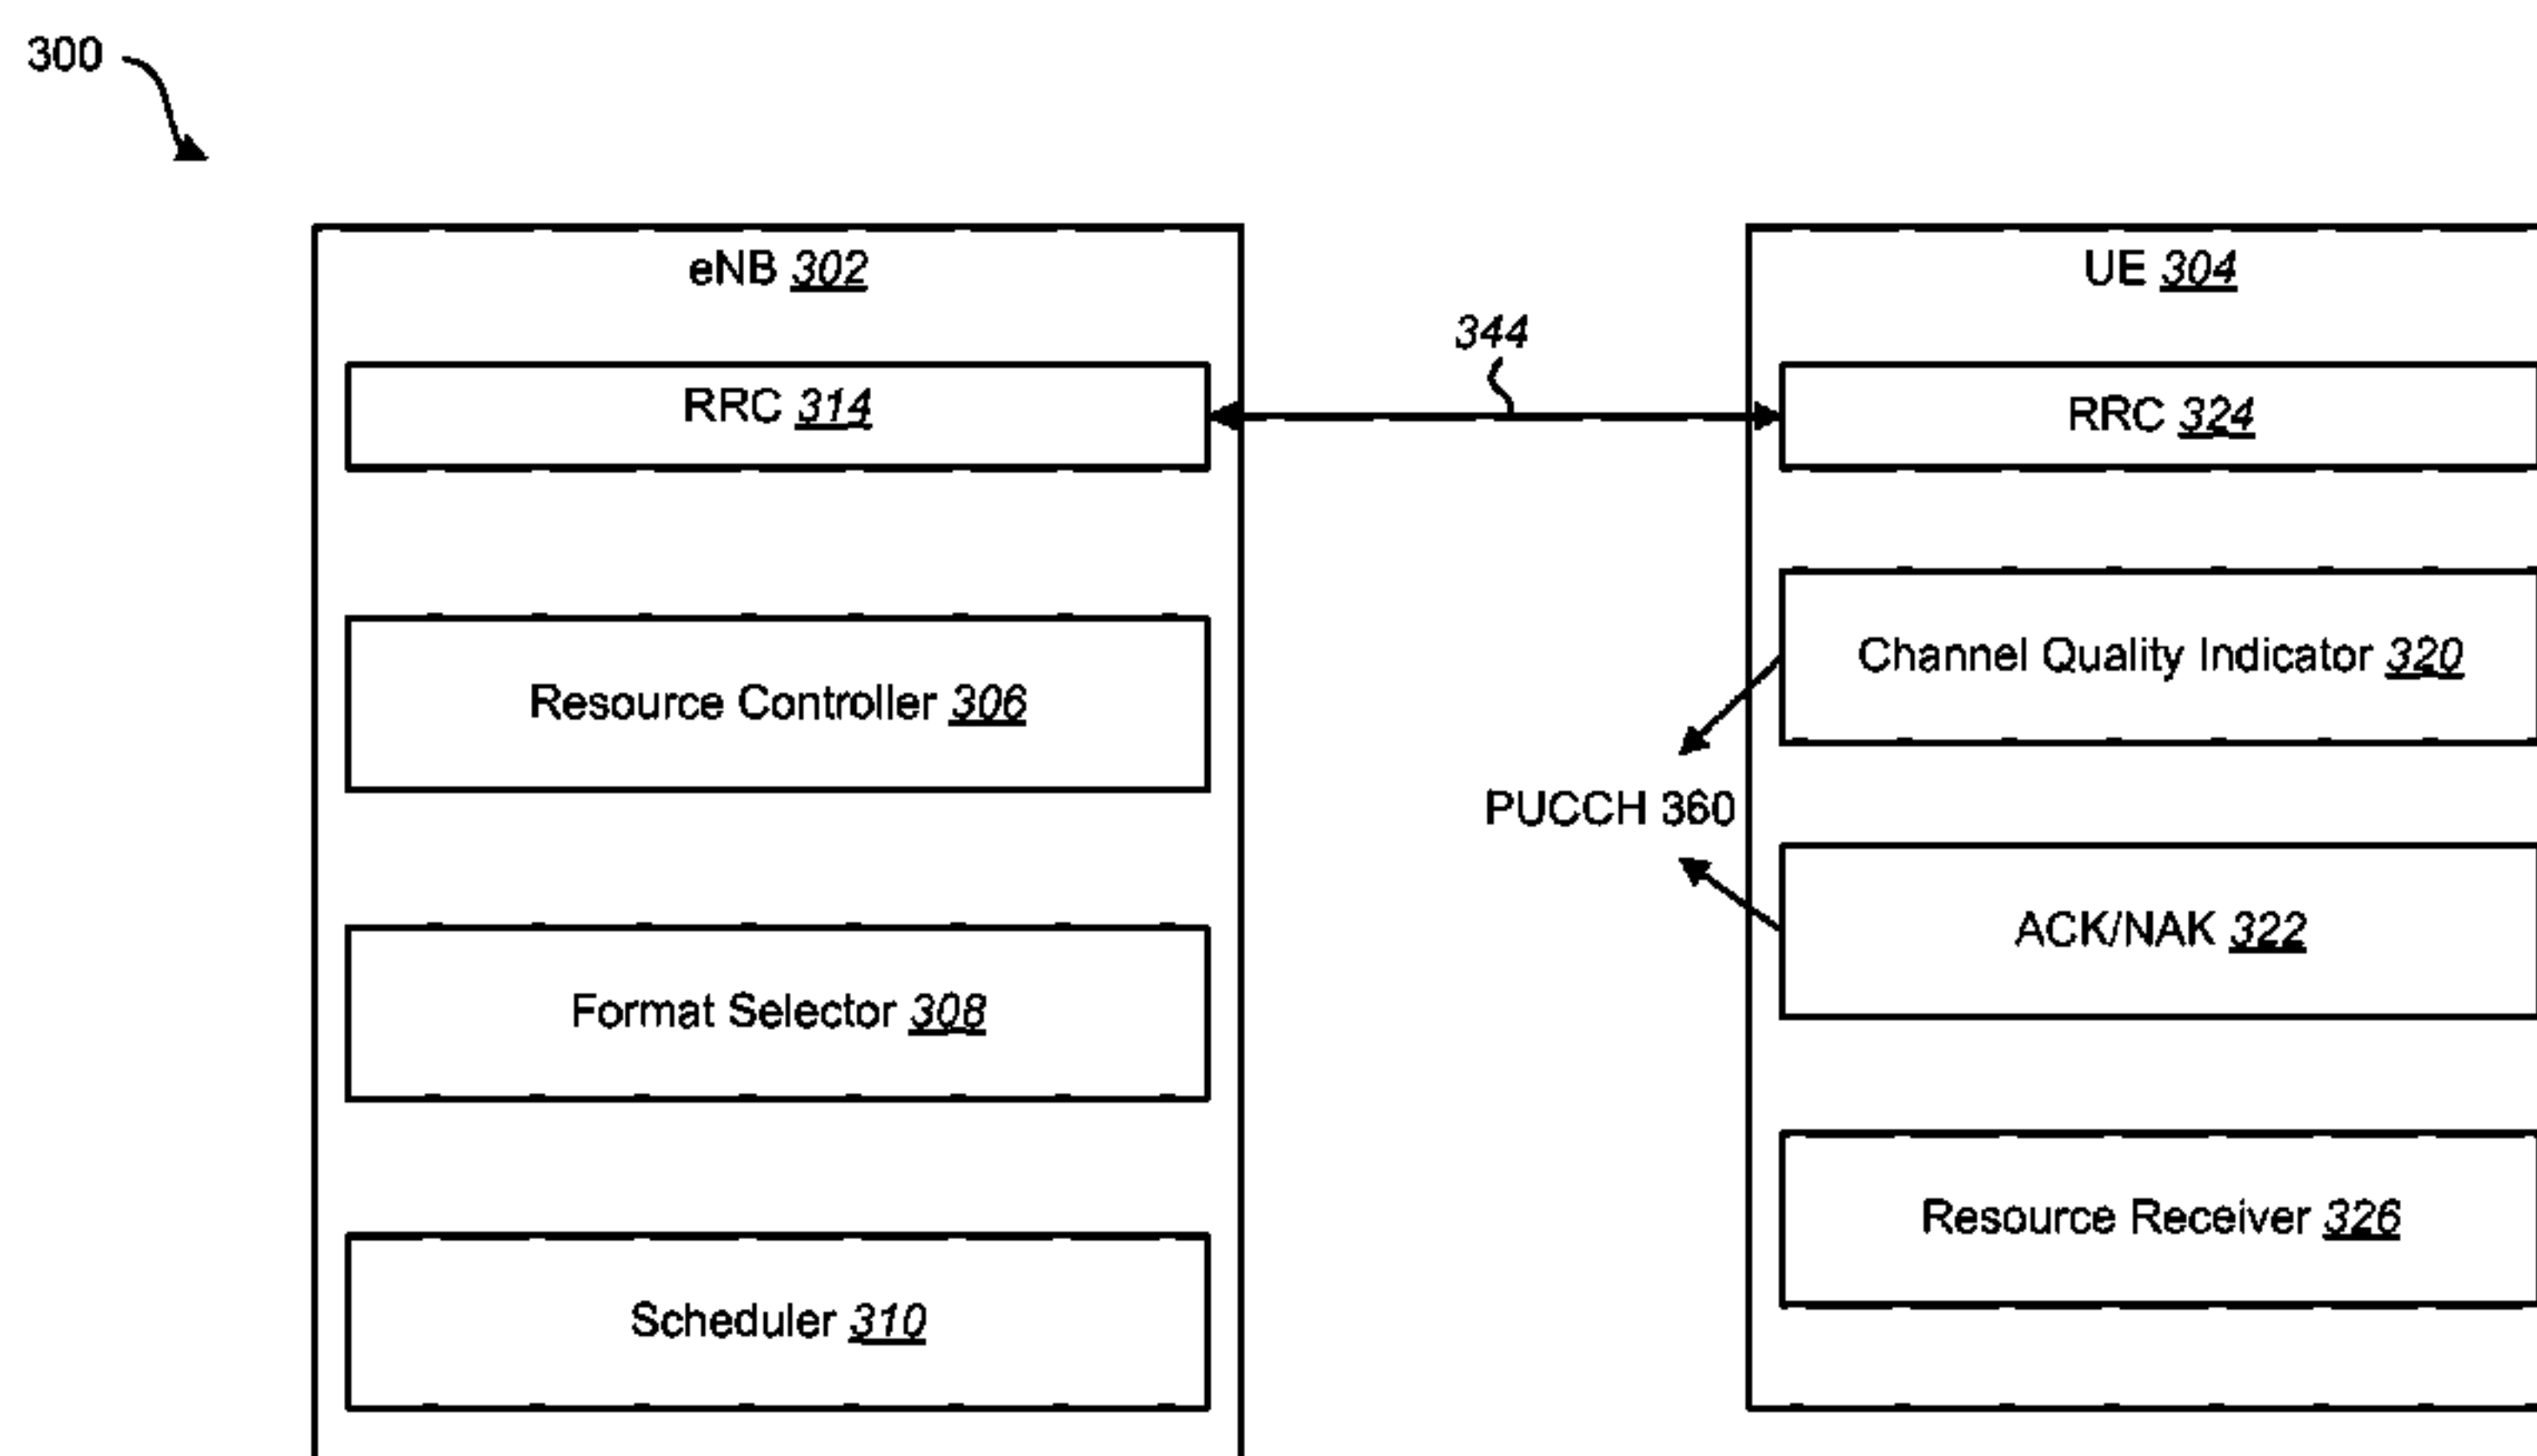 300
eNB 302
RRC 314
Resource Controller 306
Format Selector 308
Scheduler 310
344
PUCCH 360
UE 304
RRC 324
Channel Quality Indicator 320
ACK/NAK 322
Resource Receiver 326